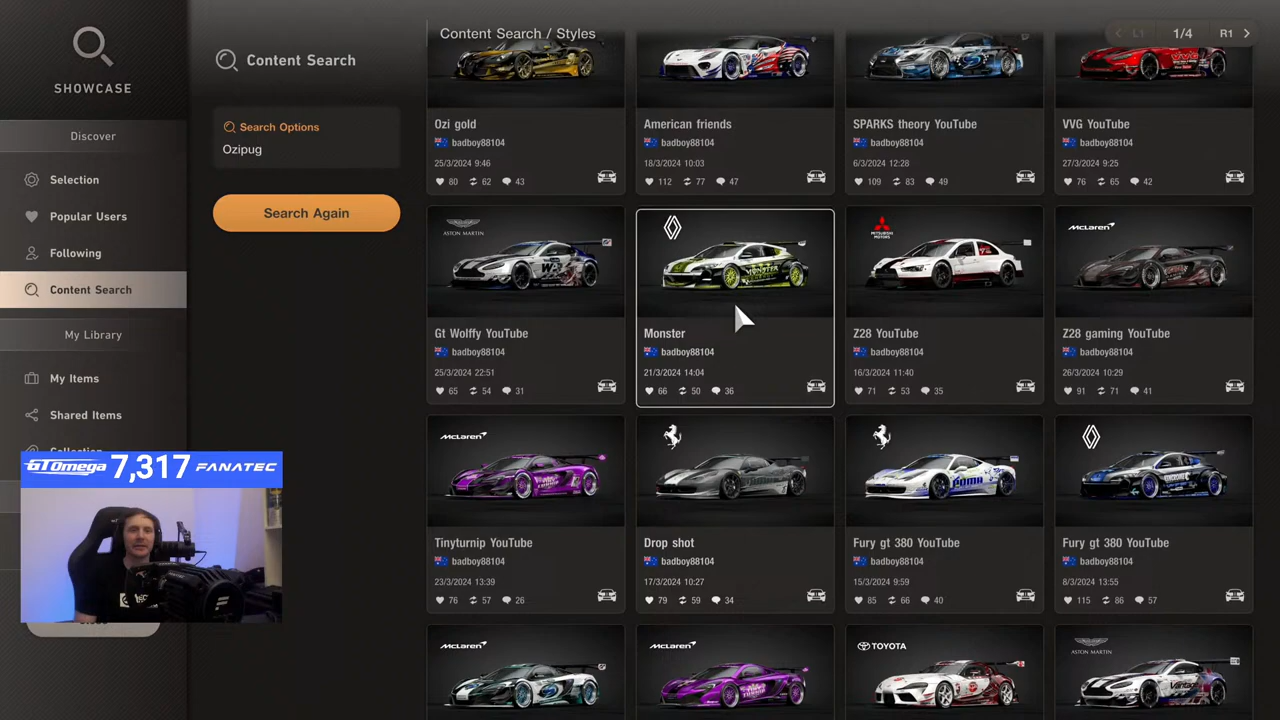 SHOWCASE
Discover
Selection
Popular Users
Following
Content Search
My Library
My Items
Shared Items
GTOmega 7,317 FANATEC
Content Search
Search Options
Ozipug
Search Again
Content Search / Styles
L1 1/4 R1
Ozi gold
badboy88104
25/3/2024 9:46
80 62 43
American friends
badboy88104
18/3/2024 10:03
112 77 47
SPARKS theory YouTube
badboy88104
6/3/2024 12:28
109 83 49
VVG YouTube
badboy88104
27/3/2024 9:25
76 65 42
ASTON MARTIN
Gt Wolffy YouTube
badboy88104
25/3/2024 22:51
65 54 31
MONSTER
Monster
badboy88104
21/3/2024 14:04
66 50 36
MITSUBISHI
MOTORS
Z28 YouTube
badboy88104
16/3/2024 11:40
71 53 35
McLaren
Z28 gaming YouTube
badboy88104
26/3/2024 10:29
91 71 41
McLaren
Tinyturnip YouTube
badboy88104
23/3/2024 13:39
76 57 26
Drop shot
badboy88104
17/3/2024 10:27
79 59 34
Fury gt 380 YouTube
badboy88104
15/3/2024 9:59
85 66 40
Fury gt 380 YouTube
badboy88104
8/3/2024 13:55
115 86 57
McLaren
McLaren
TOYOTA
ASTON MARTIN
Vantage